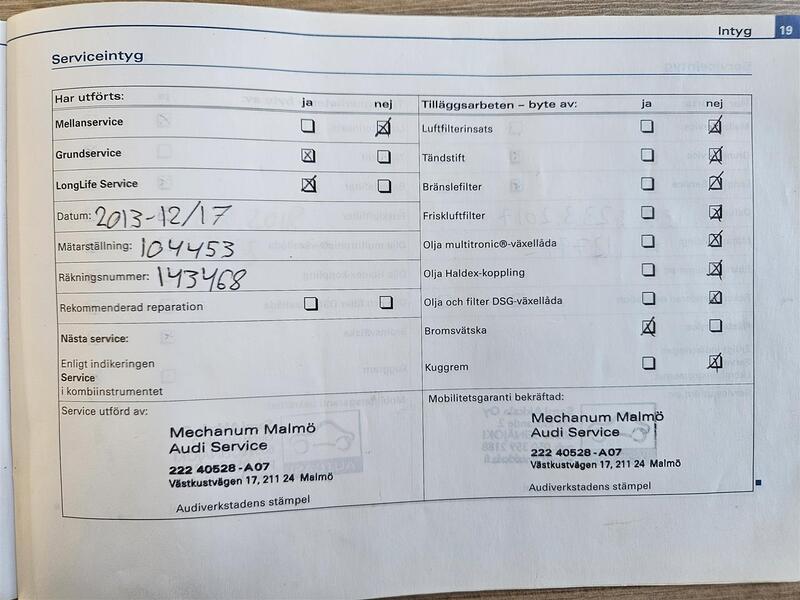 Intyg 19
Serviceintyg
Har utförts: ja nej
Mellanservice
Grundservice
LongLife Service
Datum: 2013-12/17
Mätarställning: 104453
Räkningsnummer: 143468
Rekommenderad reparation
Nästa service:
Enligt indikeringen
Service
i kombiinstrumentet
Service utförd av:
Mechanum Malmö
Audi Service
222 40528-A07
Västkustvägen 17, 211 24 Malmö
Audiverkstadens stämpel
Tilläggsarbeten – byte av: ja nej
Luftfilterinsats
Tändstift
Bränslefilter
Friskluftfilter
Olja multitronic®-växellåda
Olja Haldex-koppling
Olja och filter DSG-växellåda
Bromsvätska
Kuggrem
Mobilitetsgaranti bekräftad:
Mechanum Malmö
Audi Service
222 40528-A07
Västkustvägen 17, 211 24 Malmö
Audiverkstadens stämpel